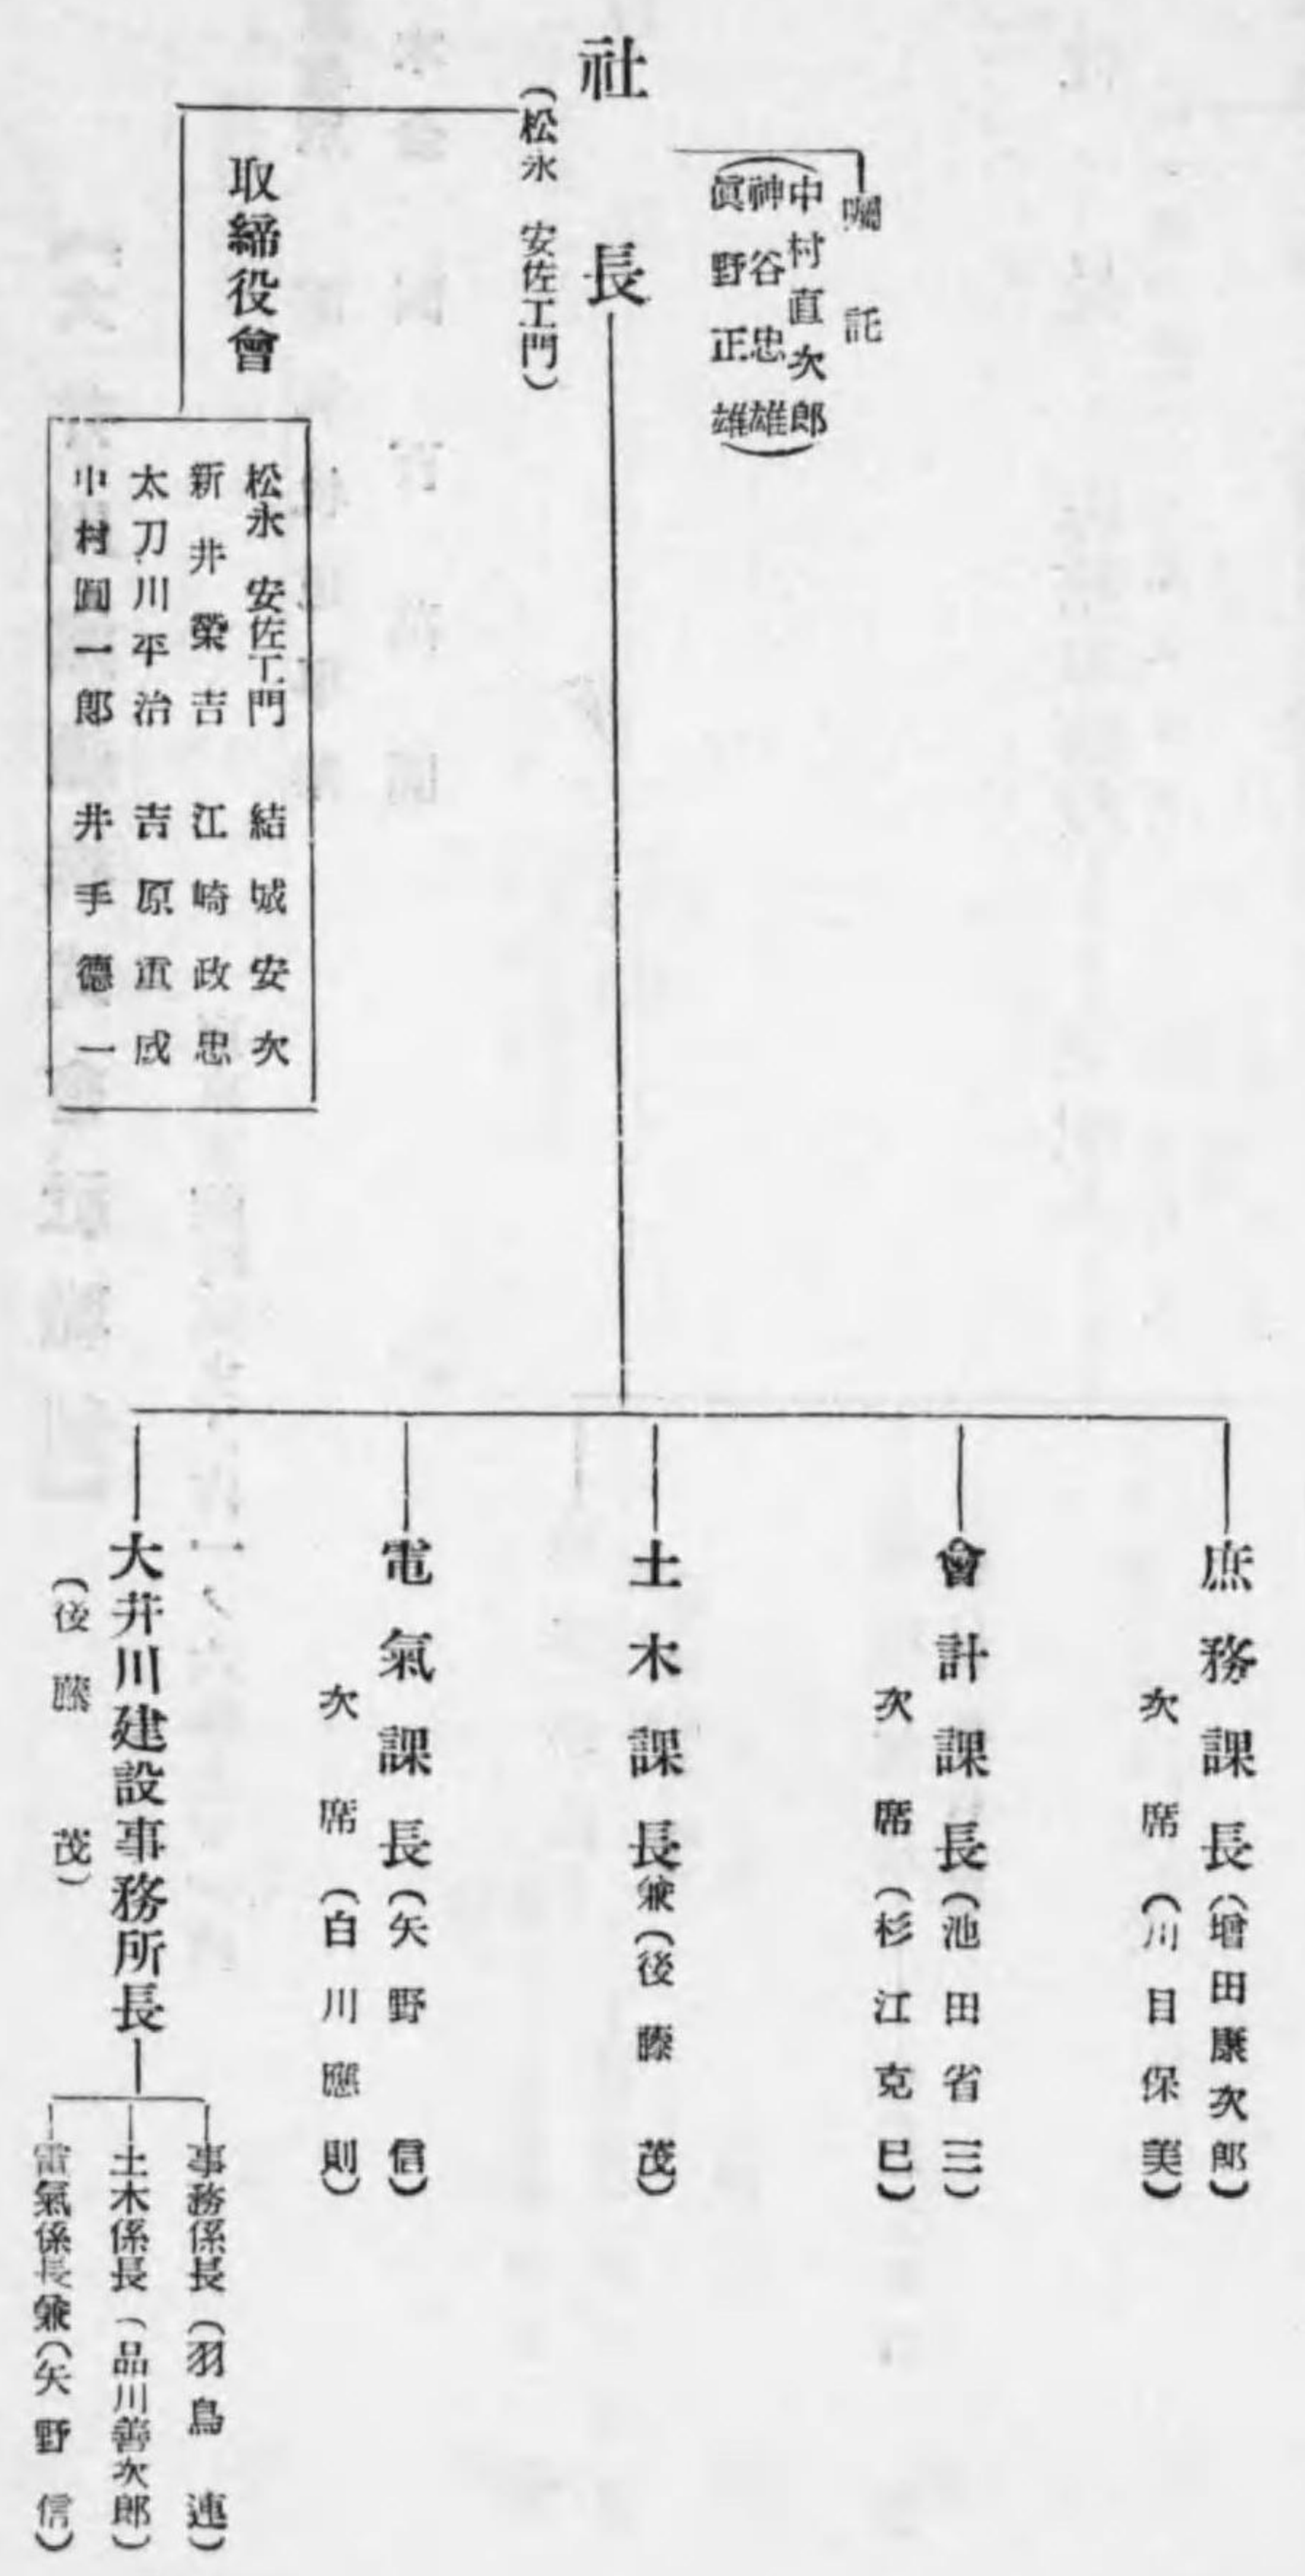 社長
(松永安佐工門)
囑託
(中村直次郎
神谷忠雄
眞野正雄)
取締役會
松永安佐工門 結城安次
新井榮吉 江崎政忠
太刀川平治 吉原重成
中村圓一郎 井手德一
庶務課長(增田康次郎)
次席(川目保美)
會計課長(池田省三)
次席(杉江克巳)
土木課長兼(後藤茂)
電氣課長(矢野信)
次席(白川應則)
大井川建設事務所長
(後藤茂)
事務係長(羽鳥連)
土木係長(品川善次郎)
電氣係長兼(矢野信)